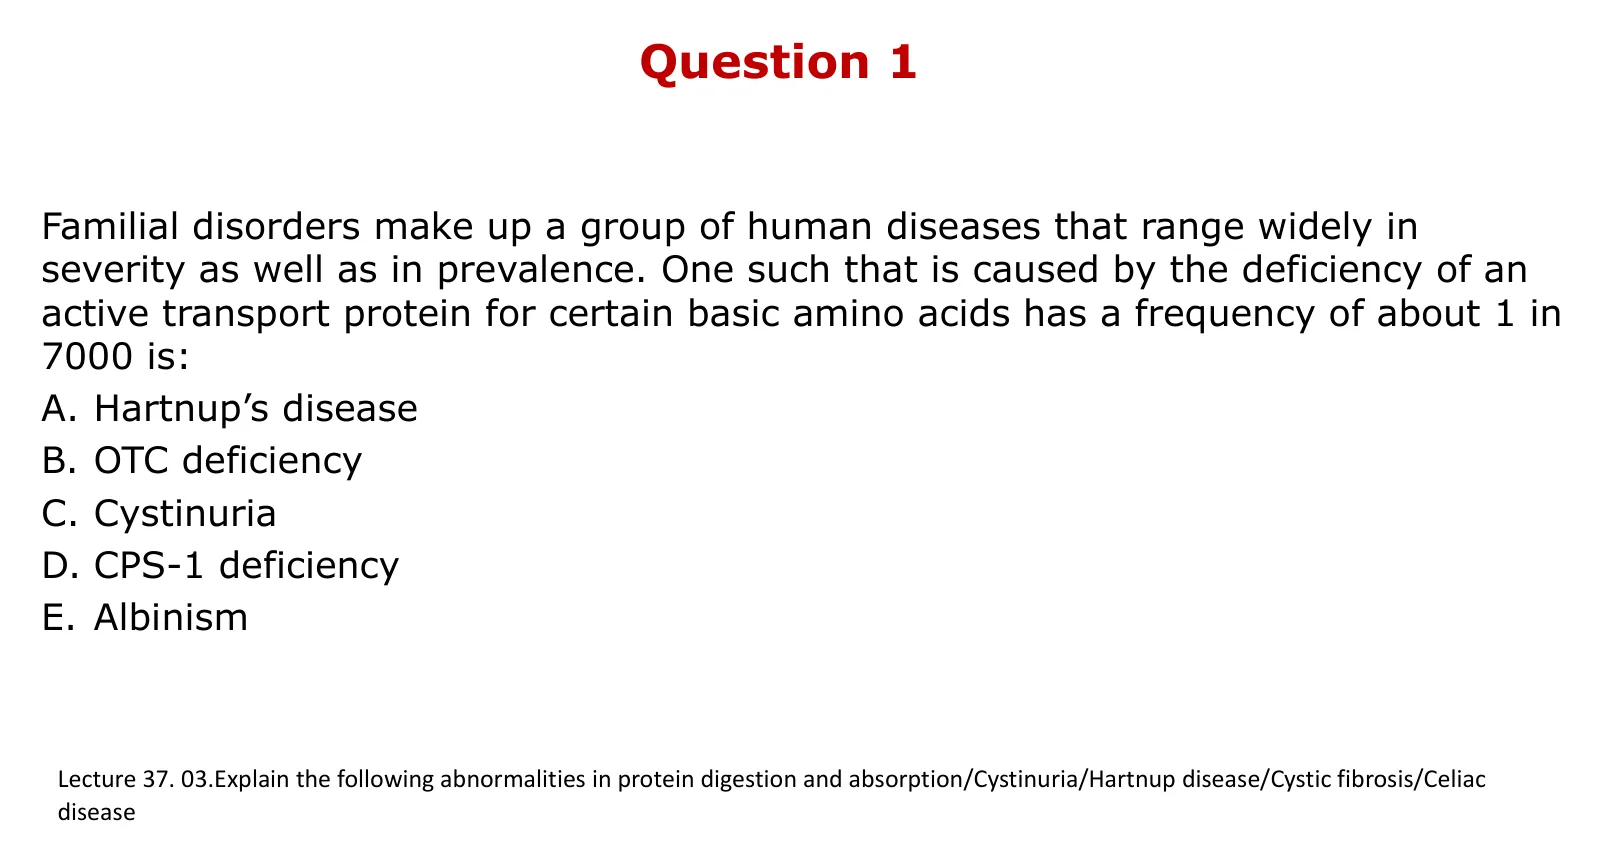 Question 1
Familial disorders make up a group of human diseases that range widely in
severity as well as in prevalence. One such that is caused by the deficiency of an
active transport protein for certain basic amino acids has a frequency of about 1 in
7000 is:
A. Hartnup’s disease
B. OTC deficiency
C. Cystinuria
D. CPS-1 deficiency
E. Albinism
Lecture 37. 03.Explain the following abnormalities in protein digestion and absorption/Cystinuria/Hartnup disease/Cystic fibrosis/Celiac
disease